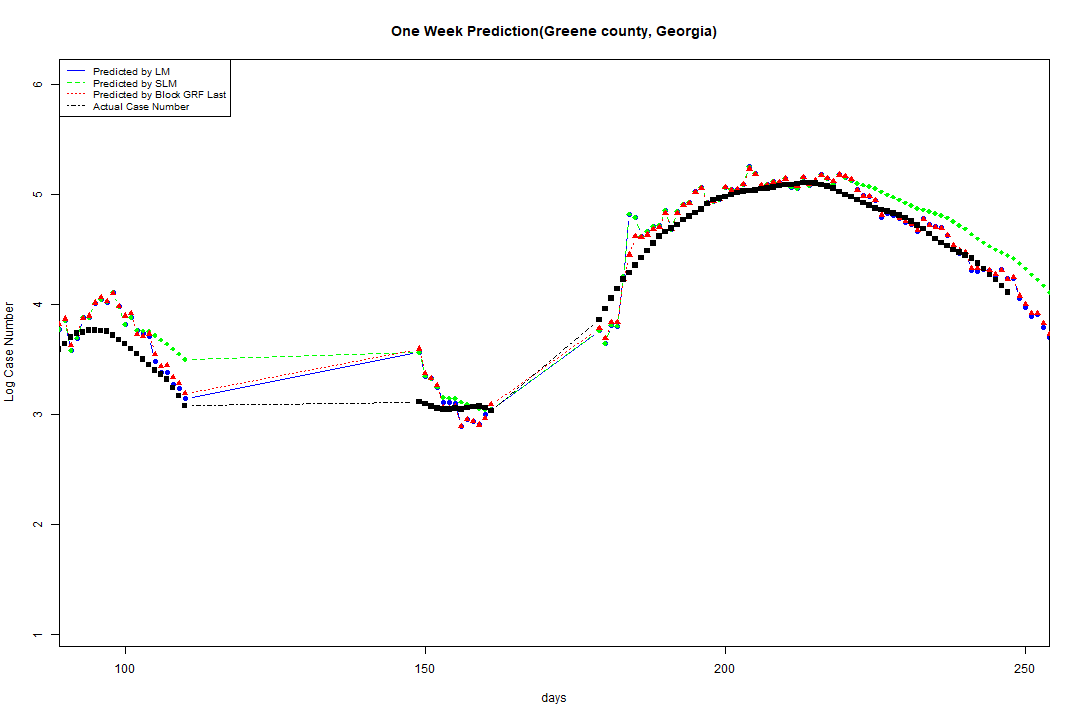 One Week Prediction(Greene county, Georgia)
Predicted by LM
Predicted by SLM
Predicted by Block GRF Last
Actual Case Number
6
5
4
3
2
1
Log Case Number
100 150 200 250
days